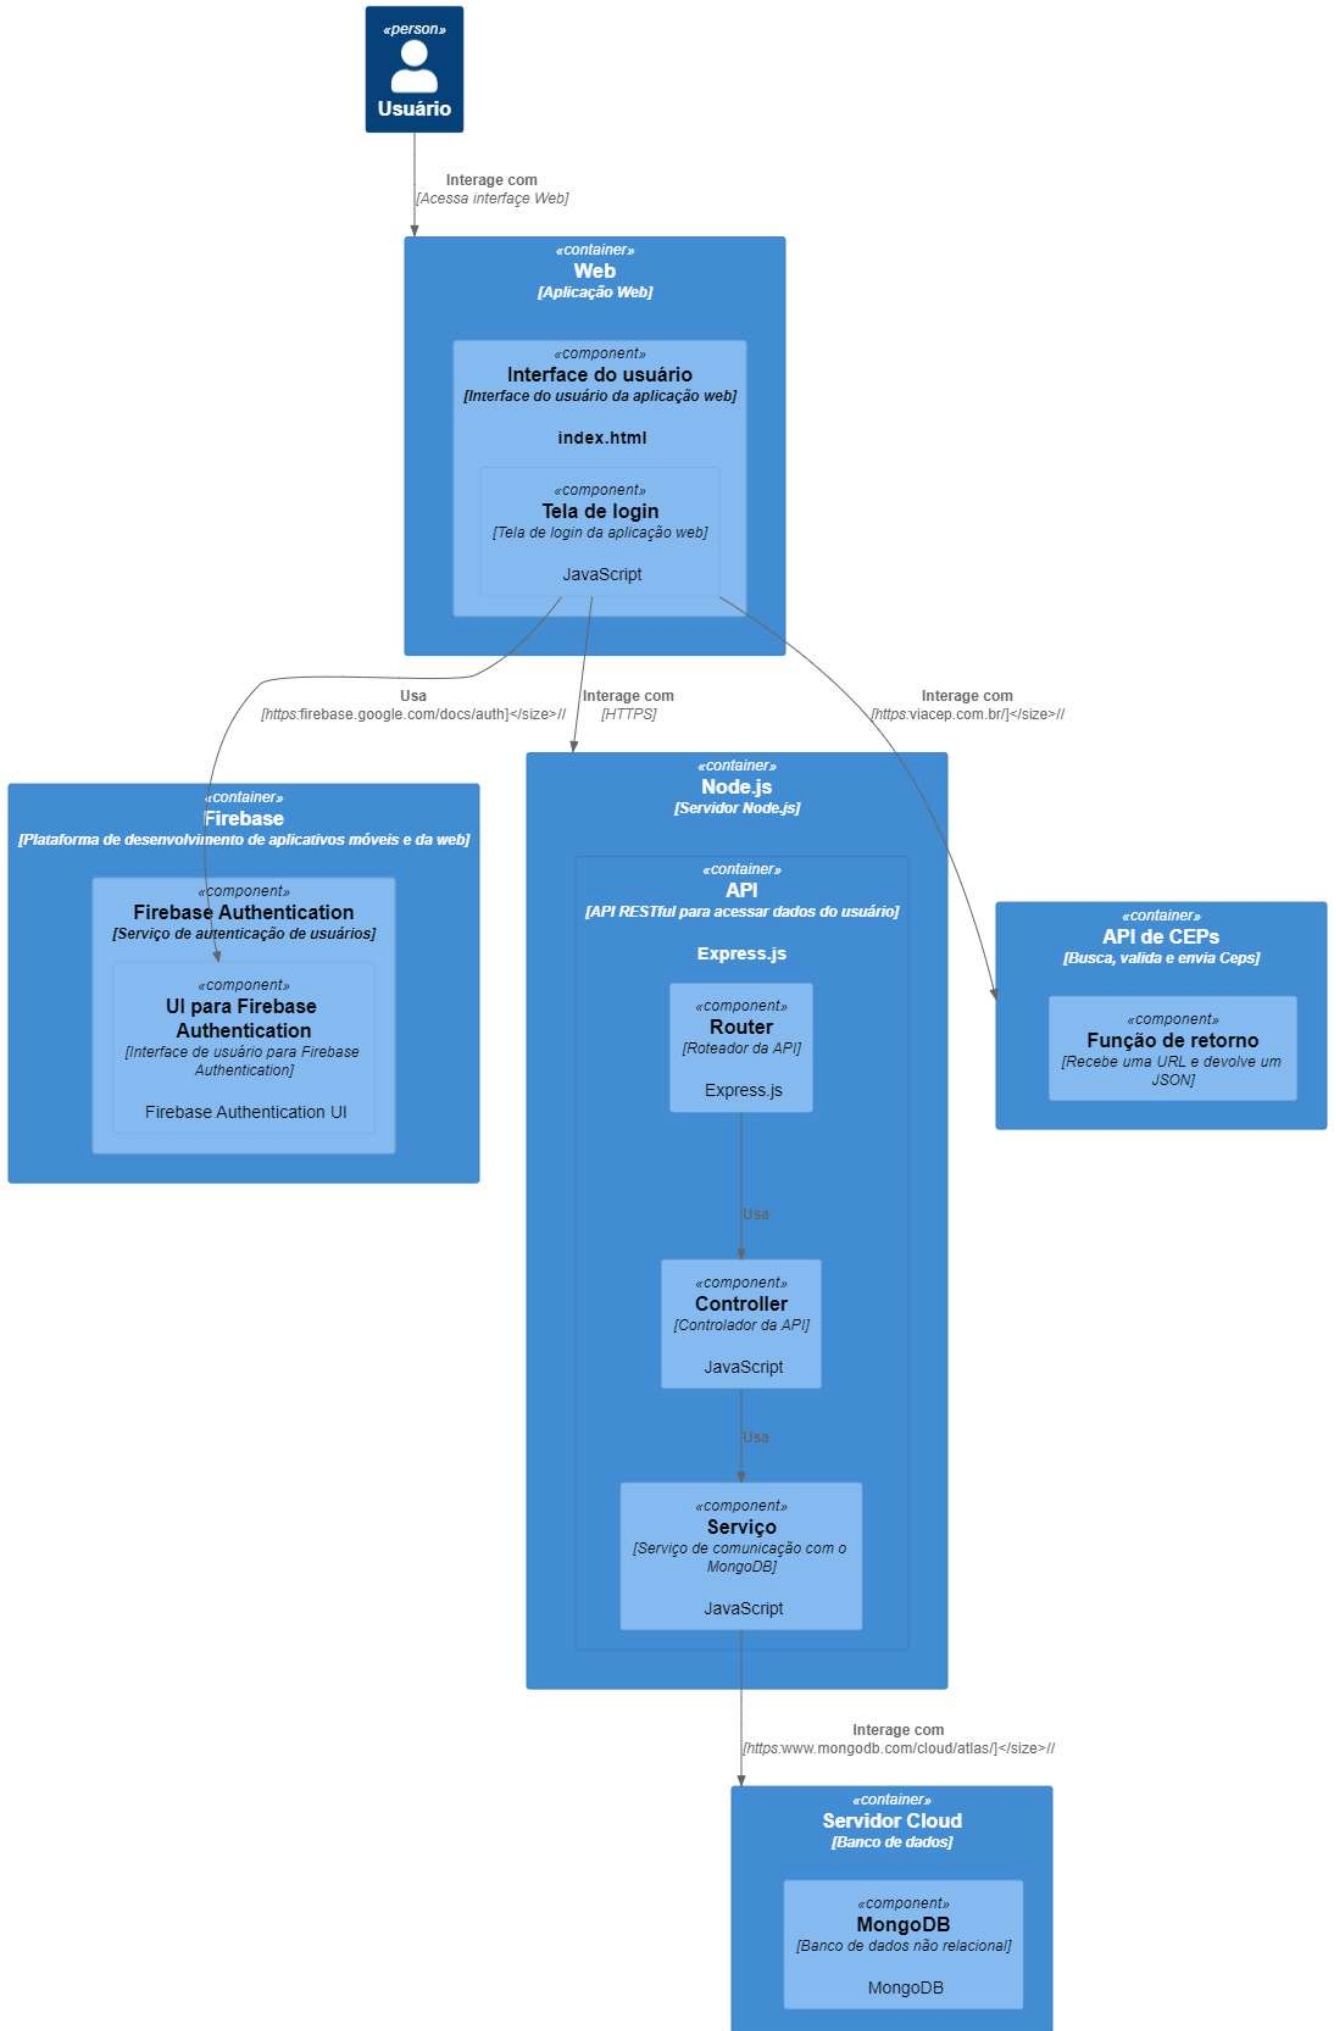 «person»
Usuário
Interage com
[Acessa interface Web]
«container»
Web
[Aplicação Web]
«component»
Interface do usuário
[Interface do usuário da aplicação web]
index.html
«component»
Tela de login
[Tela de login da aplicação web]
JavaScript
Usa
[https:firebase.google.com/docs/auth]</size>//
Interage com
[HTTPS]
Interage com
[https:viacep.com.br/]</size>//
«container»
Firebase
[Plataforma de desenvolvimento de aplicativos móveis e da web]
«component»
Firebase Authentication
[Serviço de autenticação de usuários]
«component»
UI para Firebase
Authentication
[Interface de usuário para Firebase
Authentication]
Firebase Authentication UI
«container»
Node.js
[Servidor Node.js]
«container»
API
[API RESTful para acessar dados do usuário]
Express.js
«component»
Router
[Roteador da API]
Express.js
Usa
«component»
Controller
[Controlador da API]
JavaScript
Usa
«component»
Serviço
[Serviço de comunicação com o
MongoDB]
JavaScript
«container»
API de CEPs
[Busca, valida e envia Ceps]
«component»
Função de retorno
[Recebe uma URL e devolve um
JSON]
Interage com
[https:www.mongodb.com/cloud/atlas/]</size>//
«container»
Servidor Cloud
[Banco de dados]
«component»
MongoDB
[Banco de dados não relacional]
MongoDB